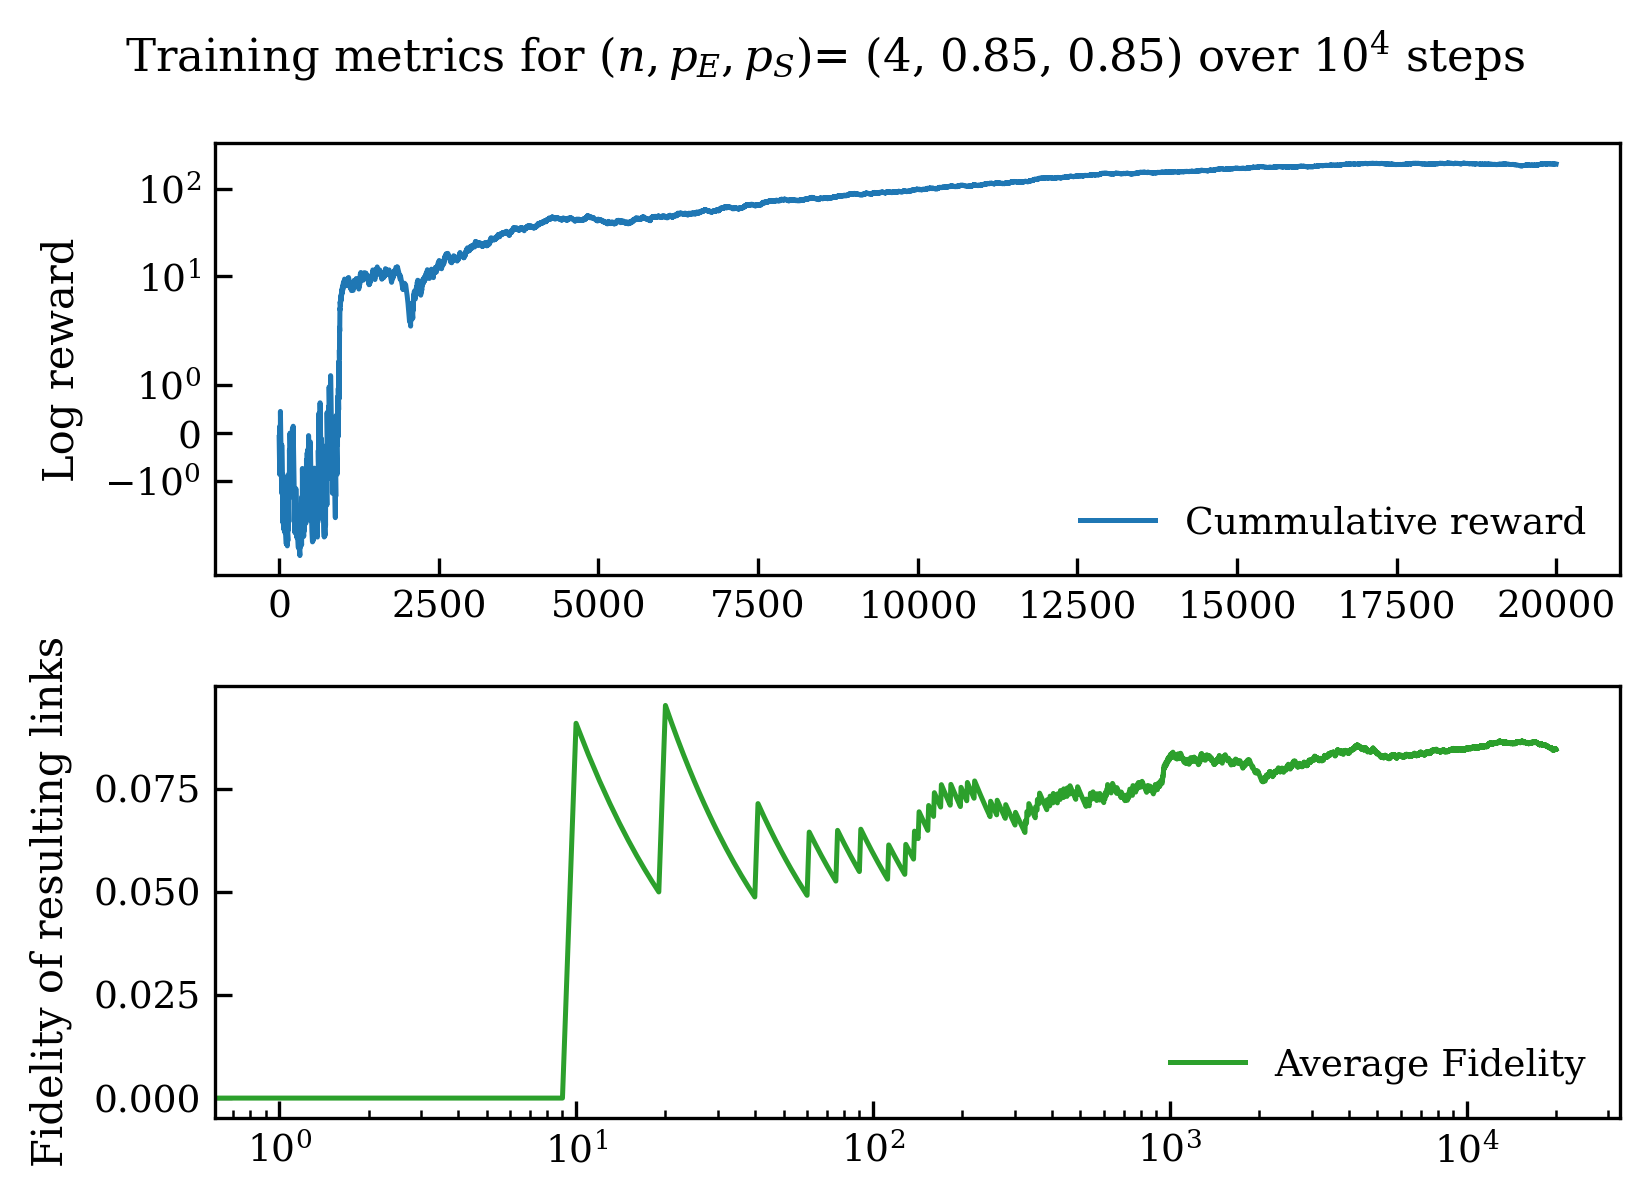 Training metrics for (n, p_E, p_S)= (4, 0.85, 0.85) over 10^4 steps
Log reward
10^2
10^1
10^0
0
−10^0
Cummulative reward
0 2500 5000 7500 10000 12500 15000 17500 20000
Fidelity of resulting links
0.075
0.050
0.025
0.000
Average Fidelity
10^0 10^1 10^2 10^3 10^4